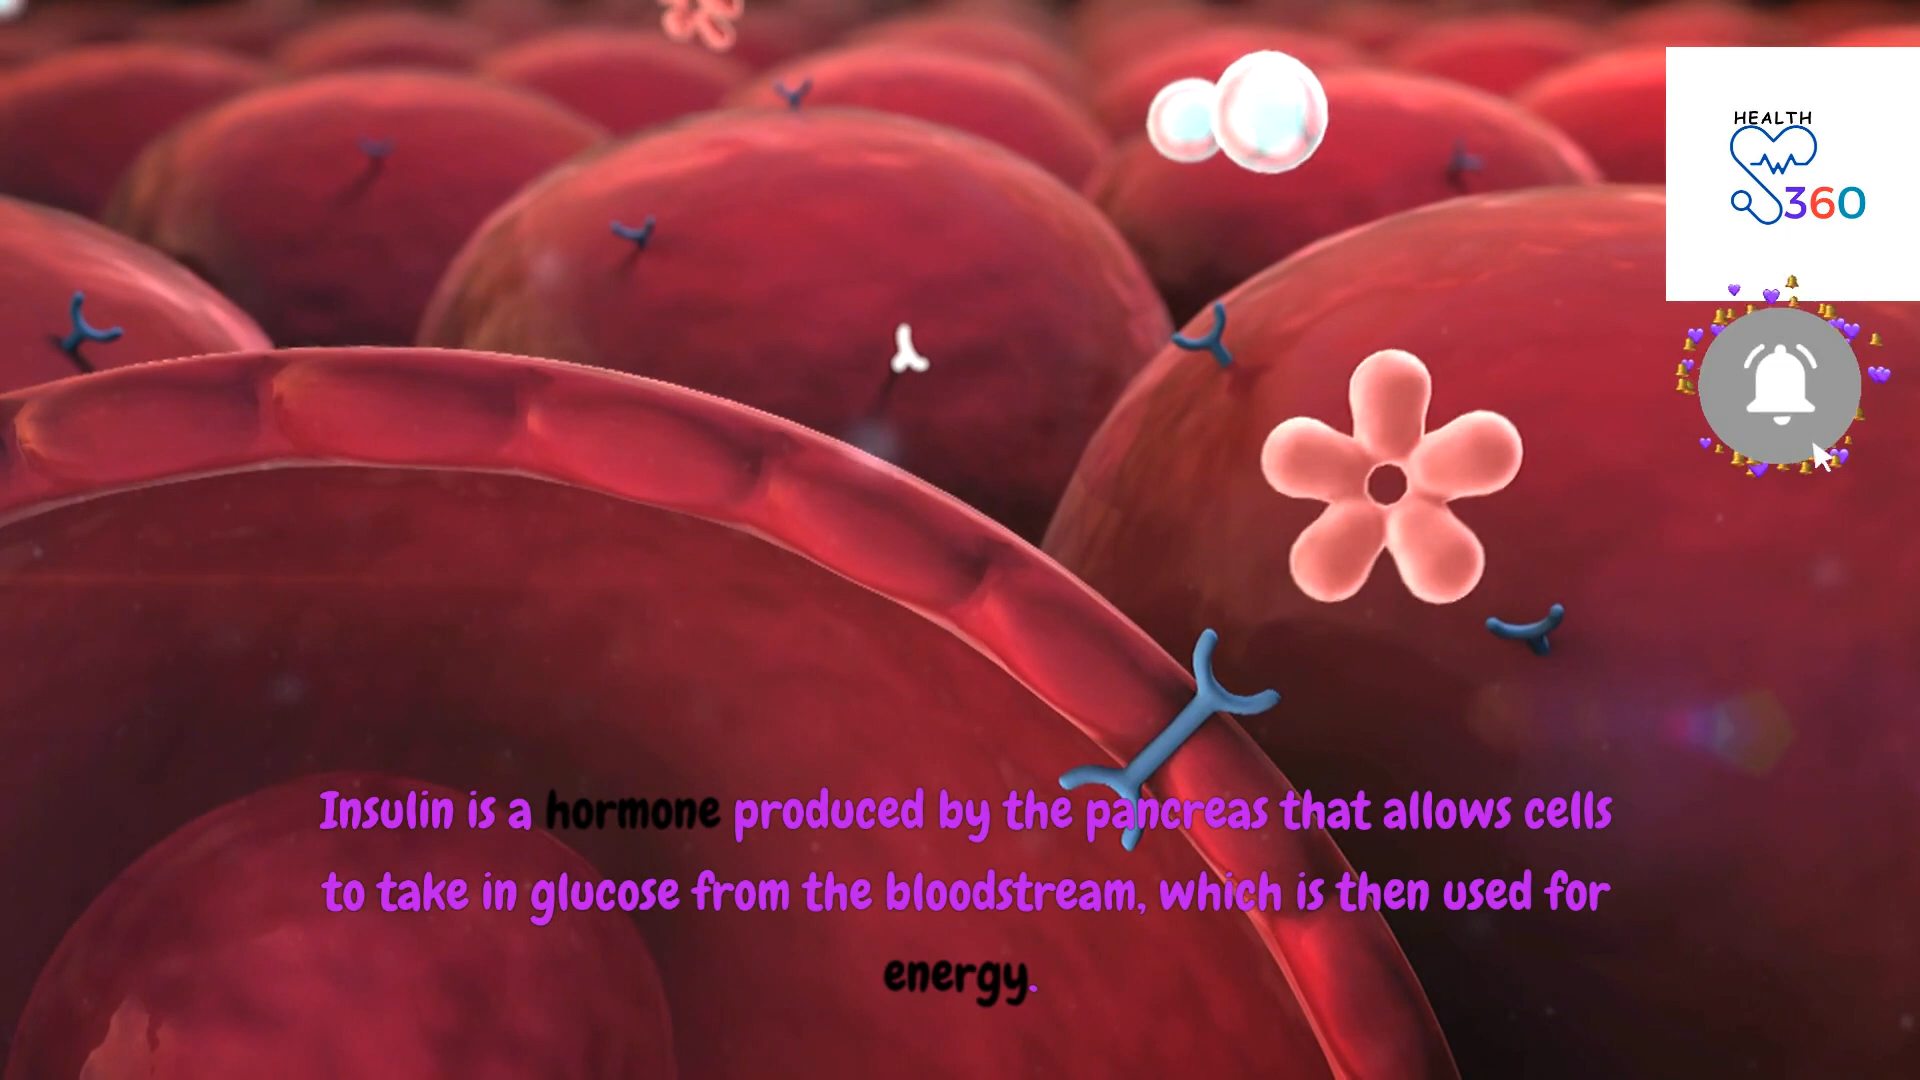 HEALTH
360
Insulin is a hormone produced by the pancreas that allows cells
to take in glucose from the bloodstream, which is then used for
energy.